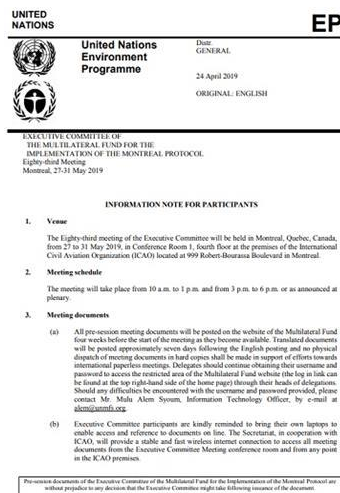 UNITED
NATIONS
EP
United Nations
Environment
Programme
Distr.
GENERAL
24 April 2019
ORIGINAL: ENGLISH
EXECUTIVE COMMITTEE OF
THE MULTILATERAL FUND FOR THE
IMPLEMENTATION OF THE MONTREAL PROTOCOL
Eighty-third Meeting
Montreal, 27-31 May 2019
INFORMATION NOTE FOR PARTICIPANTS
1. Venue
The Eighty-third meeting of the Executive Committee will be held in Montreal, Quebec, Canada,
from 27 to 31 May 2019, in Conference Room 1, fourth floor at the premises of the International
Civil Aviation Organization (ICAO) located at 999 Robert-Bourassa Boulevard in Montreal.
2. Meeting schedule
The meeting will take place from 10 a.m. to 1 p.m. and from 3 p.m. to 6 p.m. or as announced at
plenary.
3. Meeting documents
(a) All pre-session meeting documents will be posted on the website of the Multilateral Fund
four weeks before the start of the meeting as they become available. Translated documents
will be posted approximately seven days following the English posting and no physical
dispatch of meeting documents in hard copies shall be made in support of efforts towards
international paperless meetings. Delegates should continue obtaining their username and
password to access the restricted area of the Multilateral Fund website (the log in link can
be found at the top right-hand side of the home page) through their heads of delegations.
Should any difficulties be encountered with the username and password provided, please
contact Mr. Mulu Alem Syoum, Information Technology Officer, by e-mail at
alem@unmfs.org.
(b) Executive Committee participants are kindly reminded to bring their own laptops to
enable access and reference to documents on line. The Secretariat, in cooperation with
ICAO, will provide a stable and fast wireless internet connection to access all meeting
documents from the Executive Committee Meeting conference room and from any point
in the ICAO premises.
Pre-session documents of the Executive Committee of the Multilateral Fund for the Implementation of the Montreal Protocol are
without prejudice to any decision that the Executive Committee might take following issuance of the document.